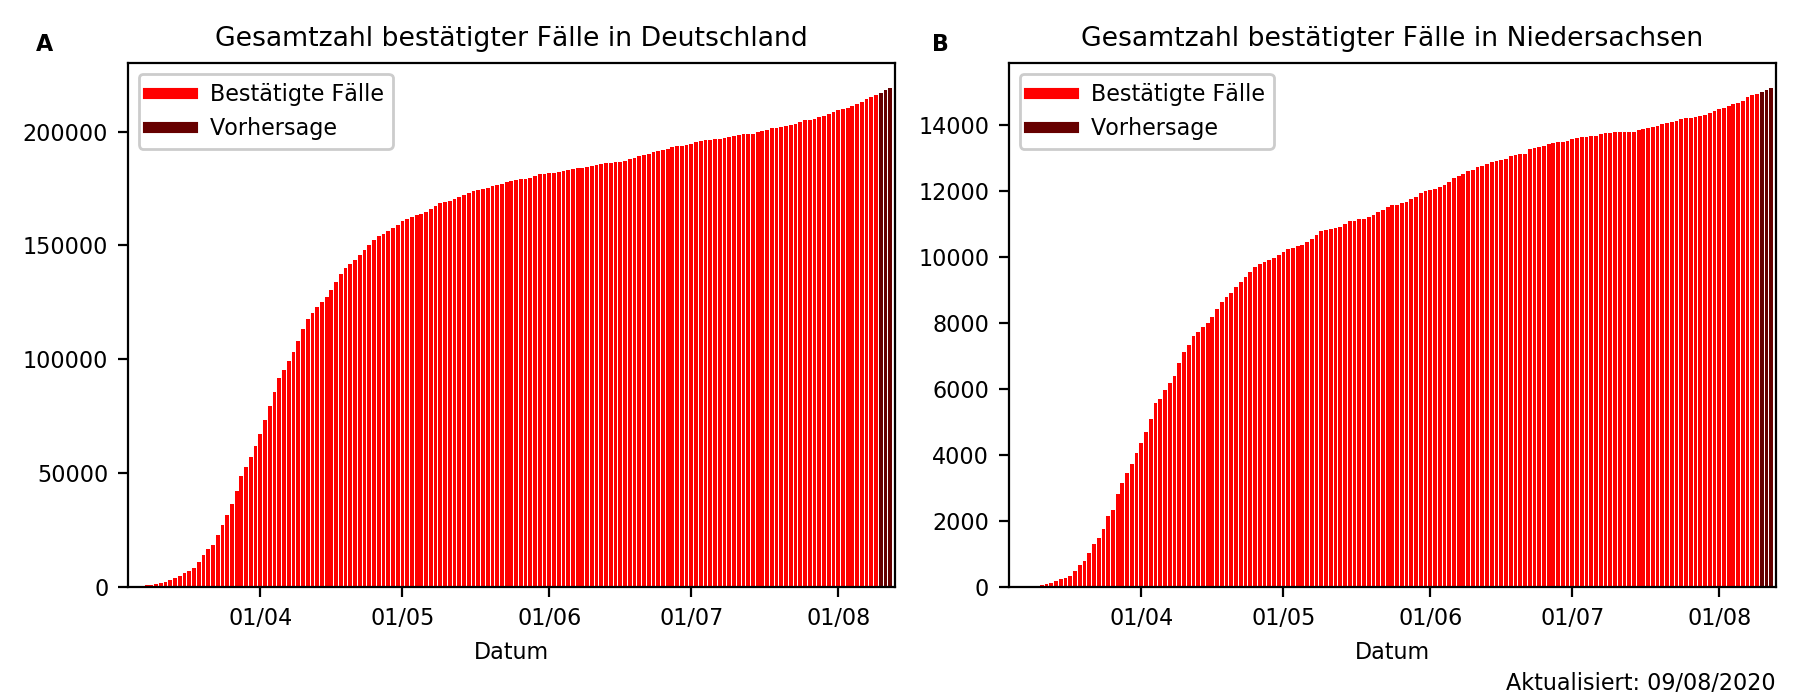 A
Gesamtzahl bestätigter Fälle in Deutschland
Bestätigte Fälle
Vorhersage
200000
150000
100000
50000
0
01/04 01/05 01/06 01/07 01/08
Datum
B
Gesamtzahl bestätigter Fälle in Niedersachsen
Bestätigte Fälle
Vorhersage
14000
12000
10000
8000
6000
4000
2000
0
01/04 01/05 01/06 01/07 01/08
Datum
Aktualisiert: 09/08/2020